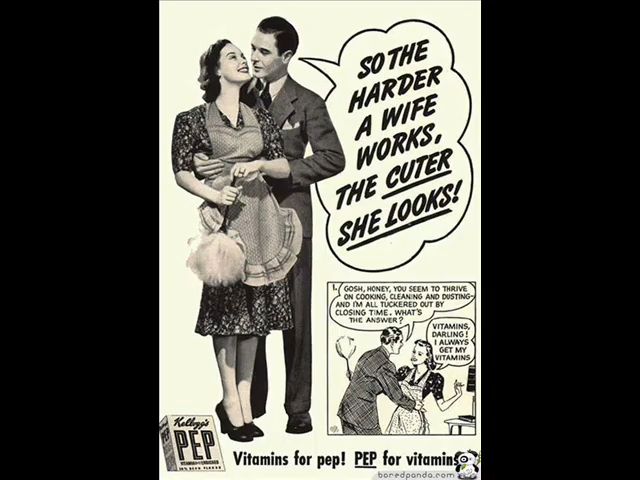 SO THE
HARDER
A WIFE
WORKS,
THE CUTER
SHE LOOKS!
1. GOSH, HONEY, YOU SEEM TO THRIVE
ON COOKING, CLEANING AND DUSTING-
AND I'M ALL TUCKERED OUT BY
CLOSING TIME. WHAT'S
THE ANSWER?
VITAMINS,
DARLING!
I ALWAYS
GET MY
VITAMINS
Kellogg's
PEP
PEP
Vitamins for pep! PEP for vitamins
boredpanda.com